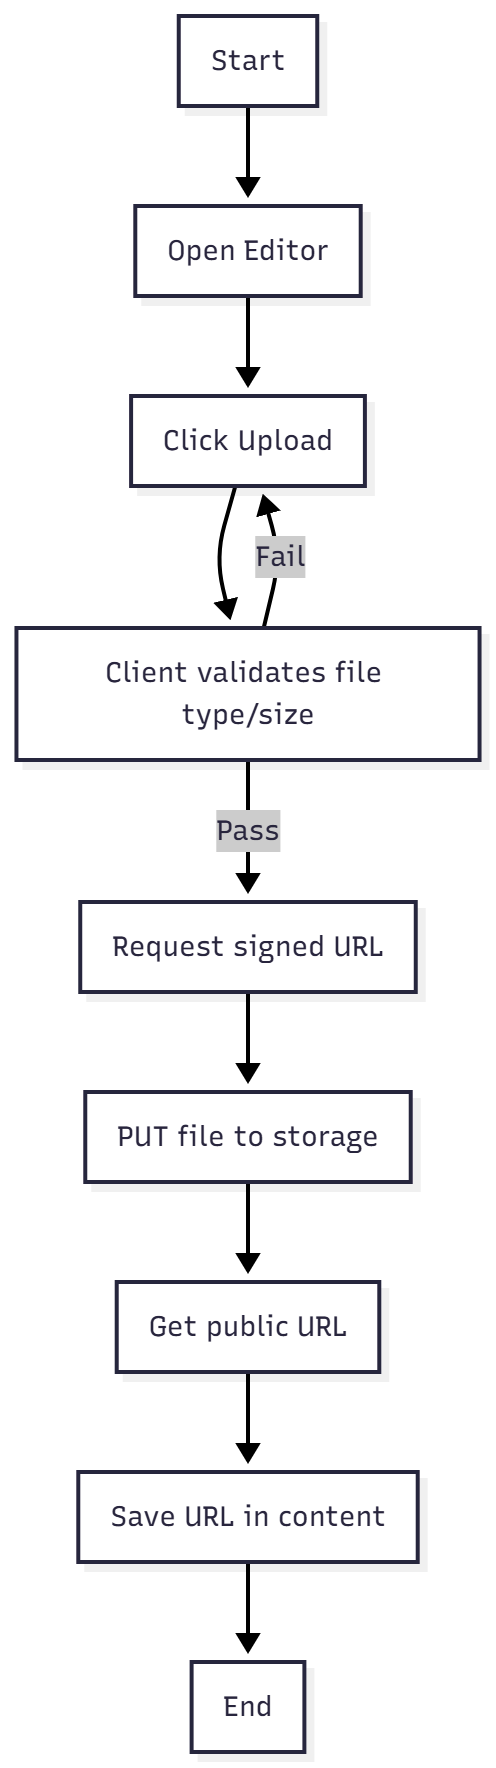 Start
Open Editor
Click Upload
Fail
Client validates file
type/size
Pass
Request signed URL
PUT file to storage
Get public URL
Save URL in content
End